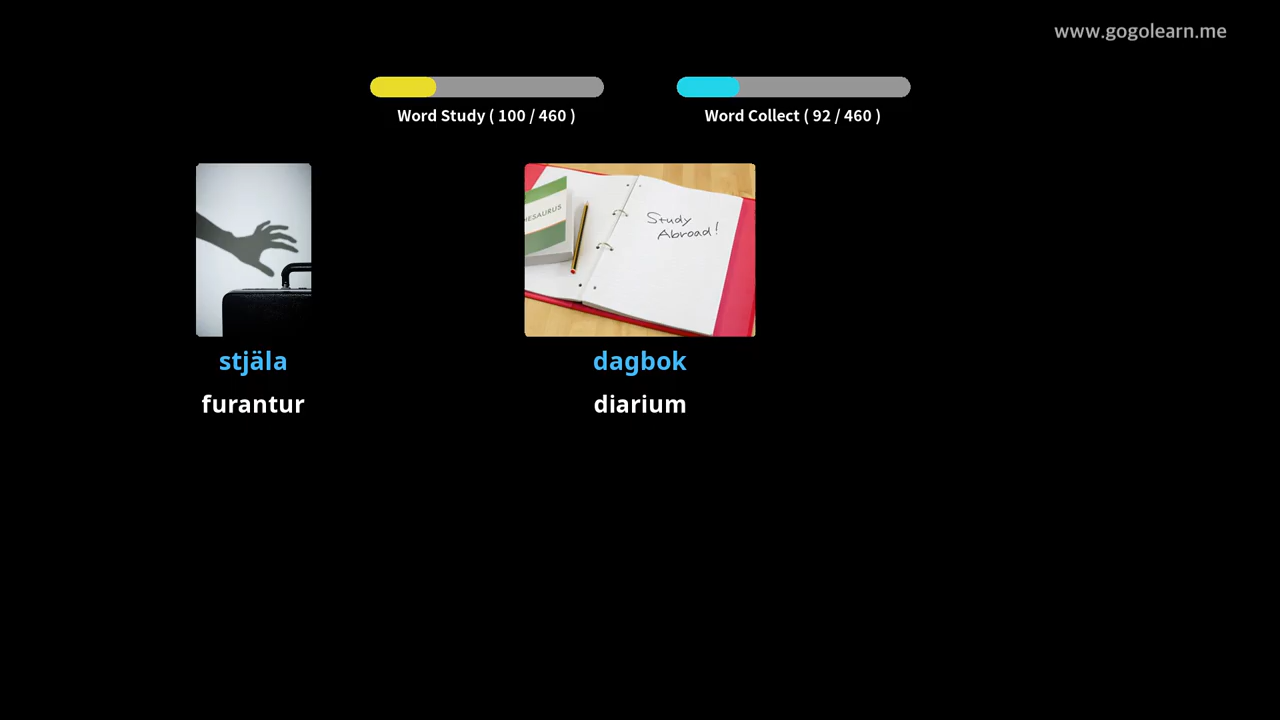 www.gogolearn.me
Word Study ( 100 / 460 )
Word Collect ( 92 / 460 )
HESAURUS
Study
Abroad!
stjäla
dagbok
furantur
diarium